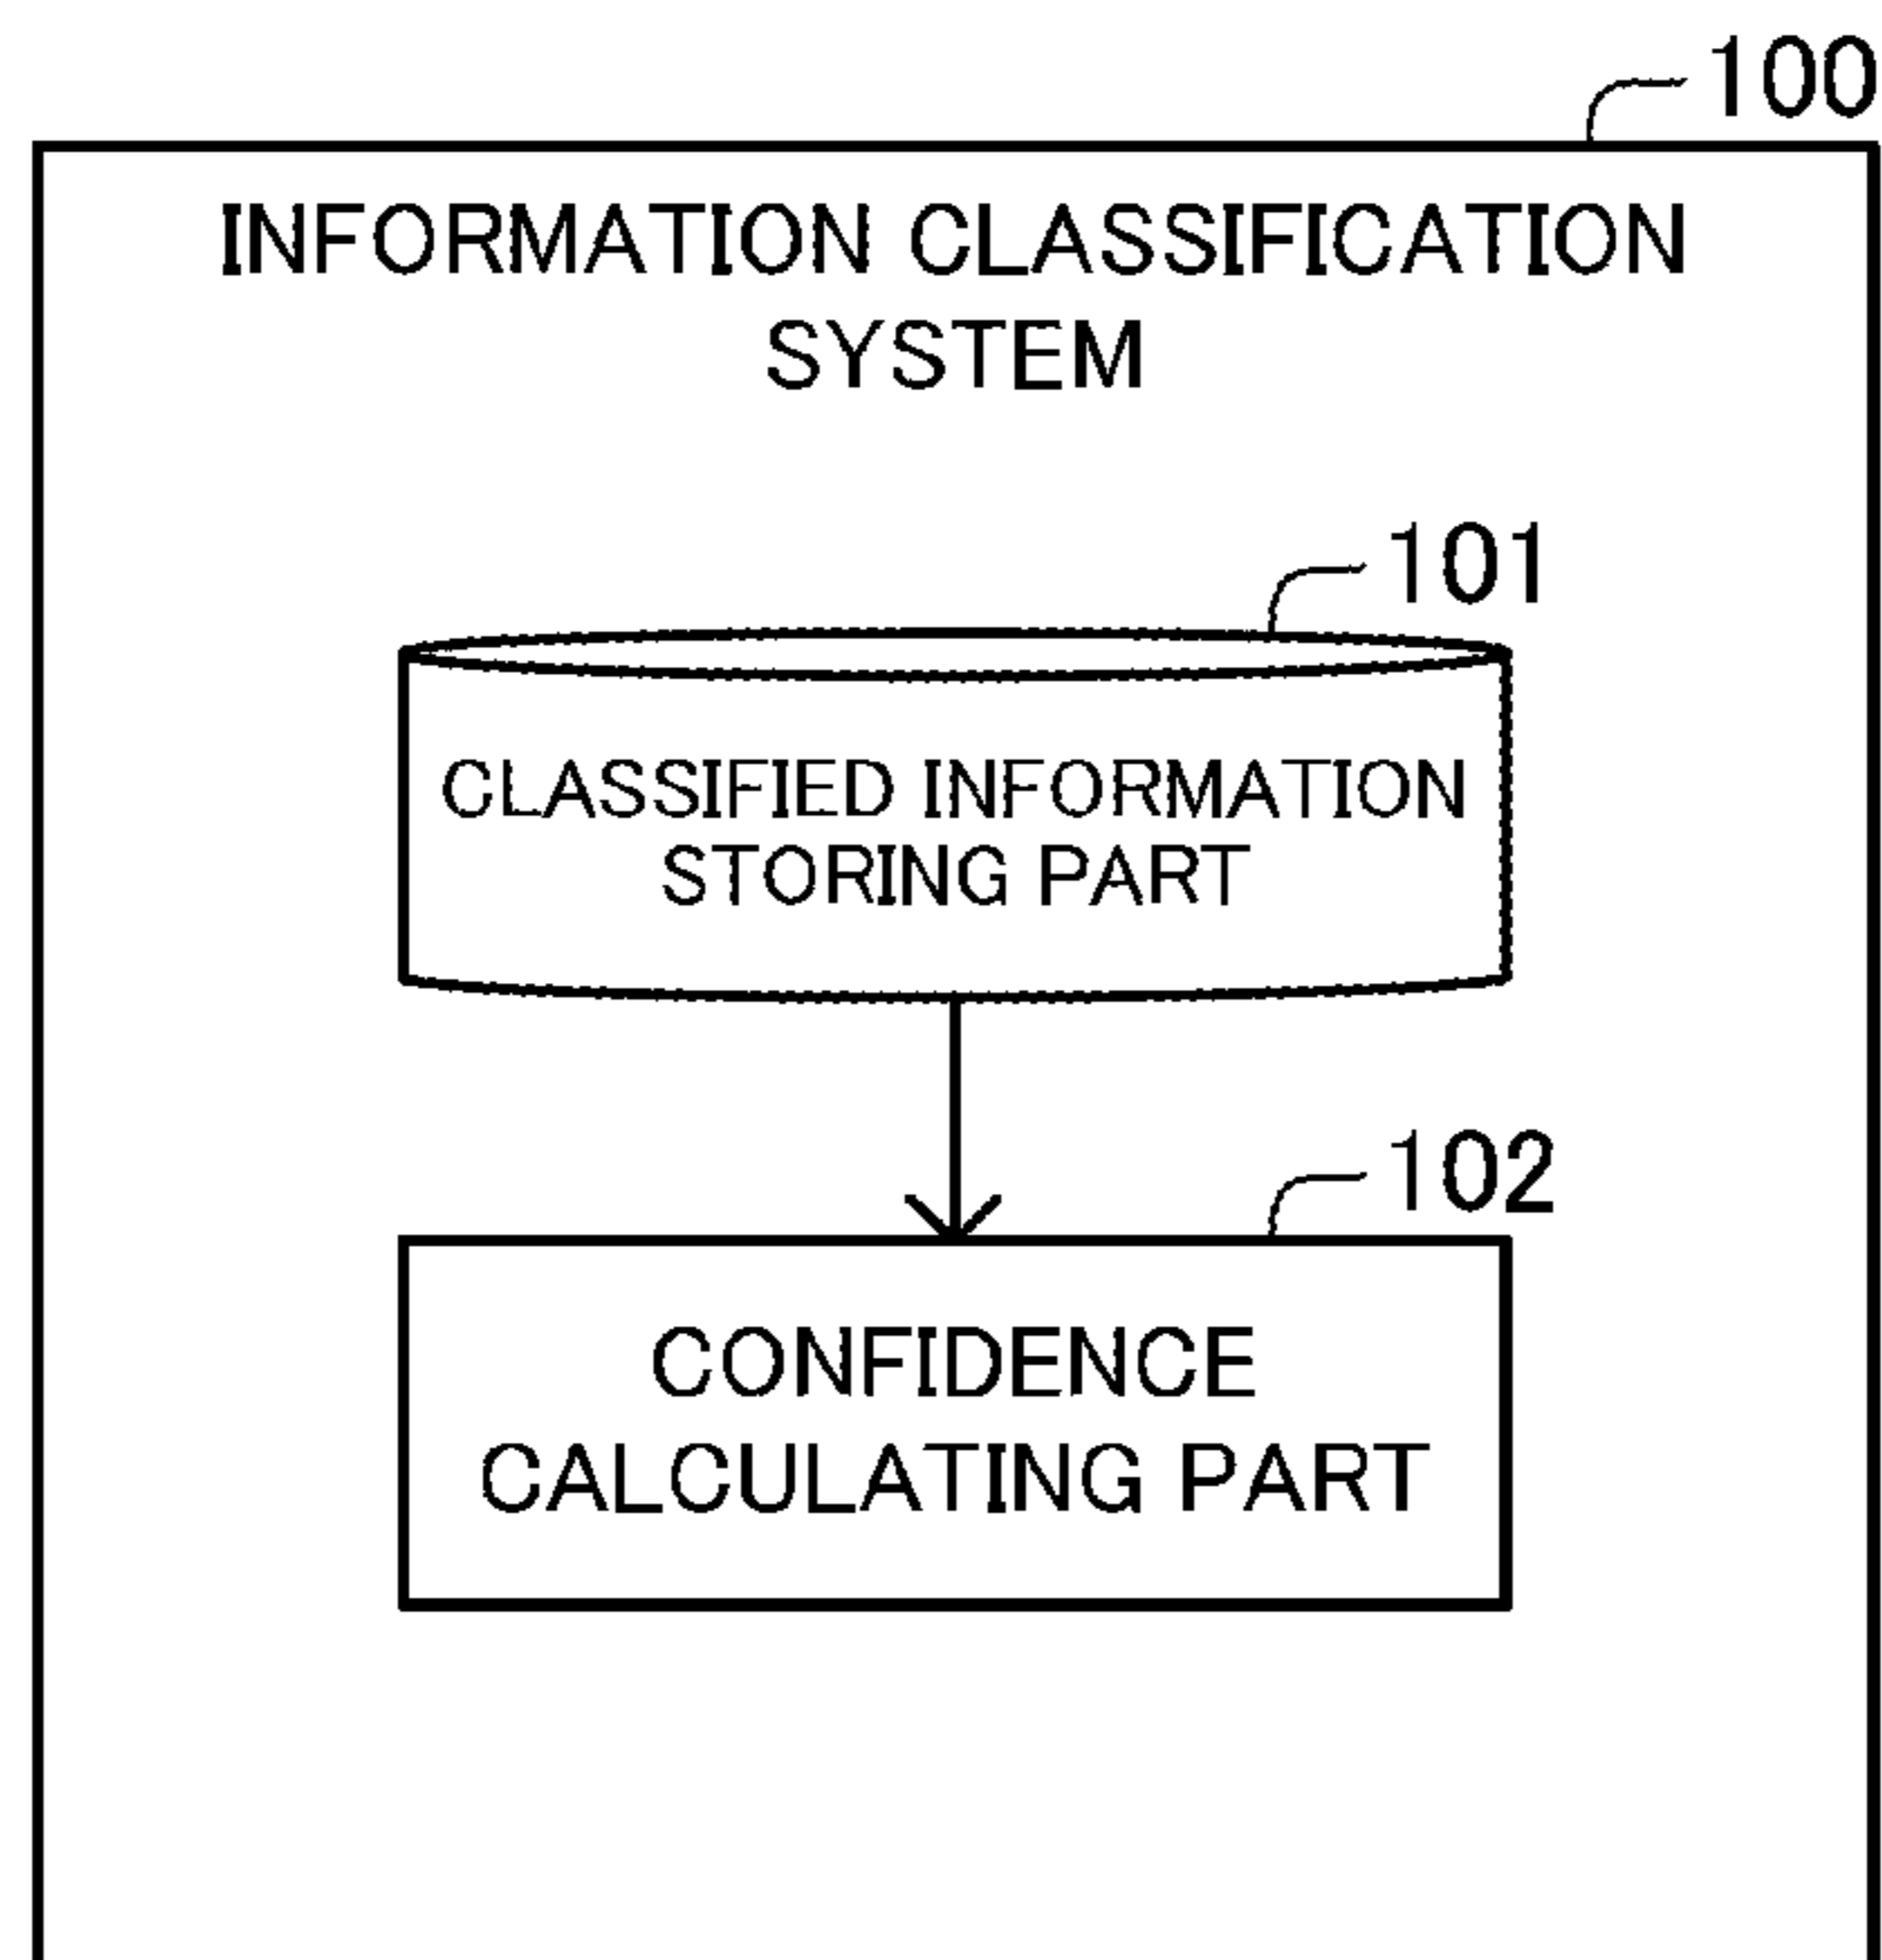 100
INFORMATION CLASSIFICATION
SYSTEM
101
CLASSIFIED INFORMATION
STORING PART
102
CONFIDENCE
CALCULATING PART